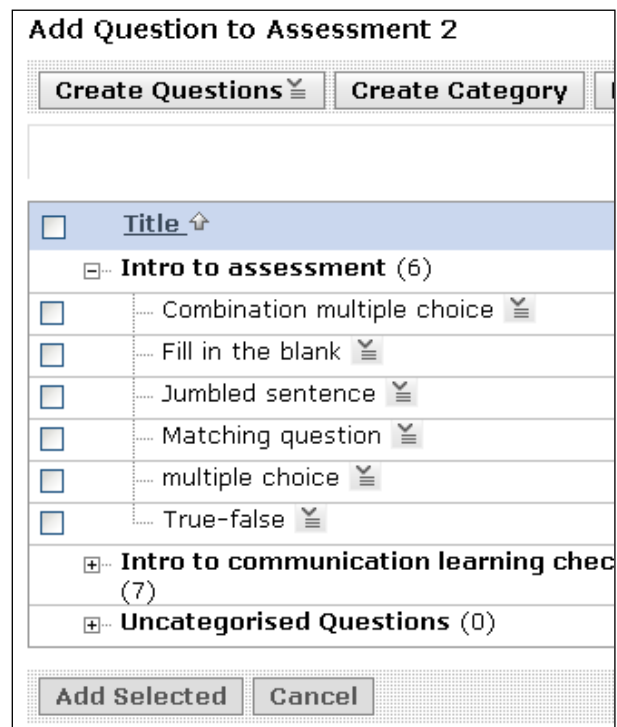 Add Question to Assessment 2
Create Questions Create Category
Title
Intro to assessment (6)
Combination multiple choice
Fill in the blank
Jumbled sentence
Matching question
multiple choice
True-false
Intro to communication learning chec
(7)
Uncategorised Questions (0)
Add Selected Cancel